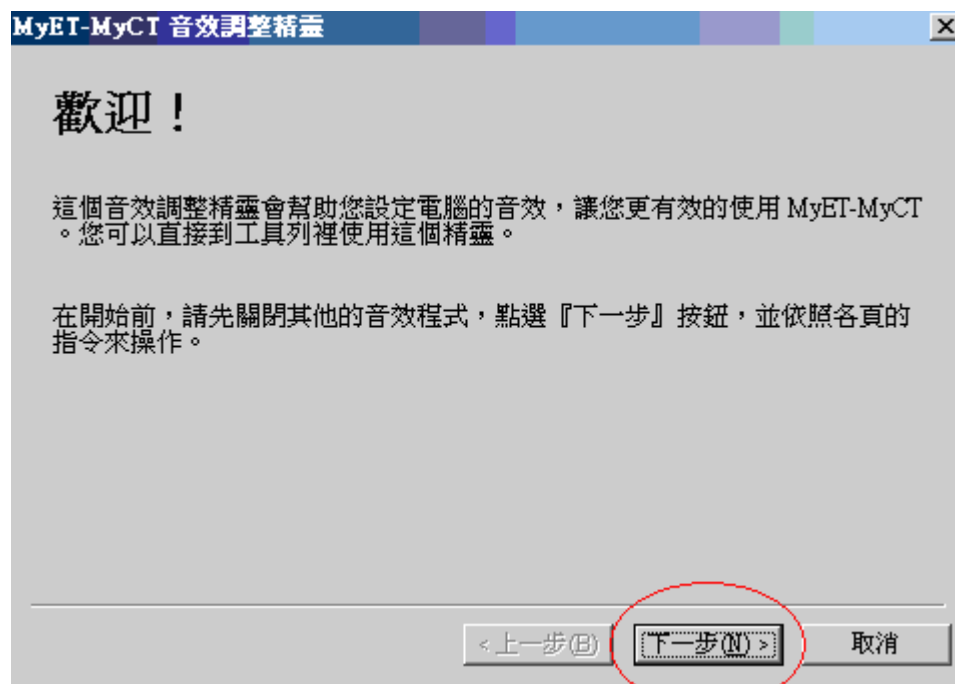 MyET-MyCT 音效調整精靈
歡迎！
這個音效調整精靈會幫助您設定電腦的音效，讓您更有效的使用 MyET-MyCT
。您可以直接到工具列裡使用這個精靈。
在開始前，請先關閉其他的音效程式，點選『下一步』按鈕，並依照各頁的
指令來操作。
<上一步(B) 下一步(N) > 取消